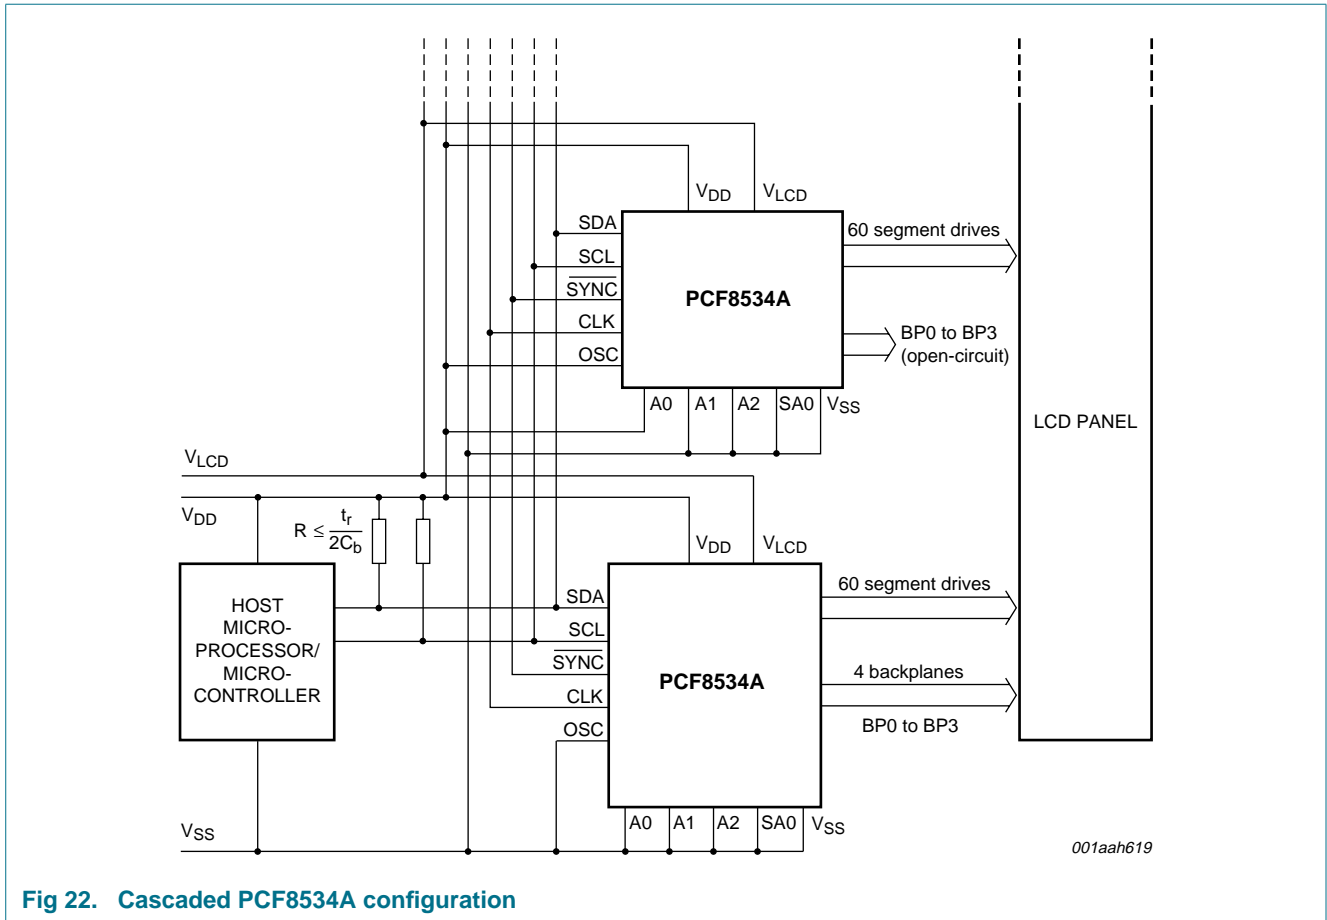 VDD
VLCD
SDA
SCL
SYNC
CLK
OSC
PCF8534A
60 segment drives
BP0 to BP3
(open-circuit)
A0
A1
A2
SA0
VSS
LCD PANEL
VLCD
VDD
R ≤ tr
2Cb
HOST
MICRO-
PROCESSOR/
MICRO-
CONTROLLER
VDD
VLCD
SDA
SCL
SYNC
CLK
OSC
PCF8534A
60 segment drives
4 backplanes
BP0 to BP3
A0
A1
A2
SA0
VSS
VSS
001aah619
Fig 22. Cascaded PCF8534A configuration